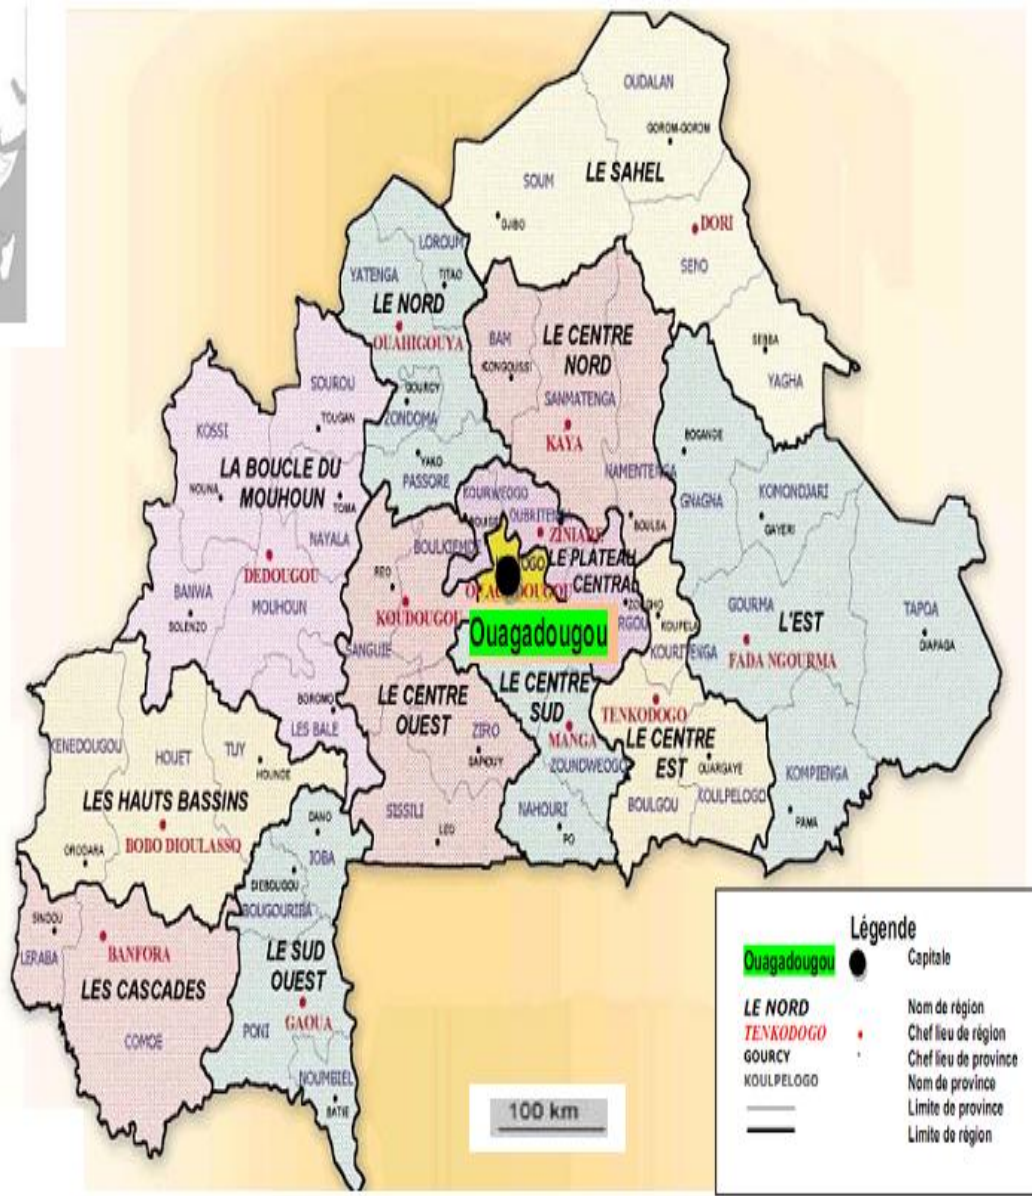 OUDALAN
GOROM-GOROM
LE SAHEL
SOUM
DJIBO
DORI
SENO
SEBBA
YAGHA
LOROUM
YATENGA
TITAO
LE NORD
OUAHIGOUYA
GOURCY
ZONDOMA
YAKO
PASSORE
BAM
KONGOUSSI
LE CENTRE
NORD
SANMATENGA
KAYA
NAMENTENGA
BOULSA
SOUROU
TOUGAN
KOSSI
LA BOUCLE DU
MOUHOUN
NOUNA
TOMA
NAYALA
DEDOUGOU
BANWA
MOUHOUN
SOLENZO
BOROMO
LES BALE
BOGANDE
GNAGNA
KOMONDJARI
GAYERI
GOURMA
L'EST
TAPOA
DIAPAGA
FADA NGOURMA
KOMPIENGA
PAMA
KOURWEOGO
OUBRITENGA
ZINIARE
LE PLATEAU
CENTRAL
BOULKIEMDE
REO
KOUDOUGOU
SANGUIE
Ouagadougou
KOUPELA
KOURITENGA
LE CENTRE
OUEST
ZIRO
SAPOUY
SISSILI
LEO
LE CENTRE
SUD
MANGA
ZOUNDWEOGO
NAHOURI
PO
TENKODOGO
LE CENTRE
EST
OUARGAYE
BOULGOU
KOULPELOGO
KENEDOUGOU
HOUET
TUY
HOUNDE
LES HAUTS BASSINS
BOBO DIOULASSO
ORODARA
DANO
IOBA
DIEBOUGOU
BOUGOURIBA
LE SUD
OUEST
GAOUA
PONI
NOUMBIEL
BATIE
SINDOU
LERABA
BANFORA
LES CASCADES
COMOE
100 km
Légende
Ouagadougou Capitale
LE NORD Nom de région
TENKODOGO Chef lieu de région
GOURCY Chef lieu de province
KOULPELOGO Nom de province
Limite de province
Limite de région